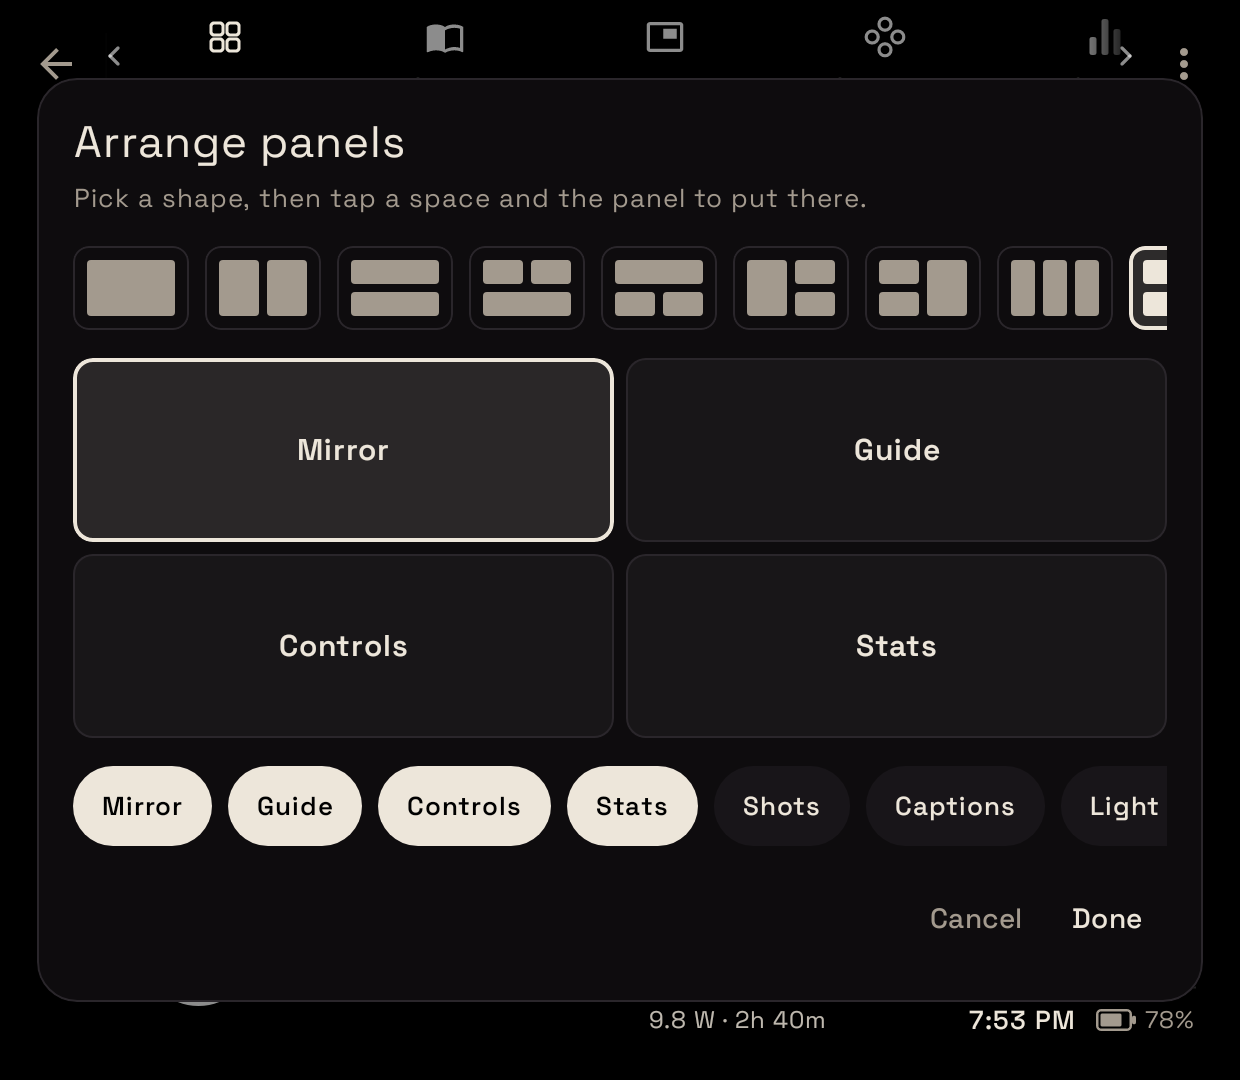 Arrange panels
Pick a shape, then tap a space and the panel to put there.
Mirror
Guide
Controls
Stats
Mirror Guide Controls Stats Shots Captions Light
Cancel Done
9.8 W · 2h 40m 7:53 PM 78%